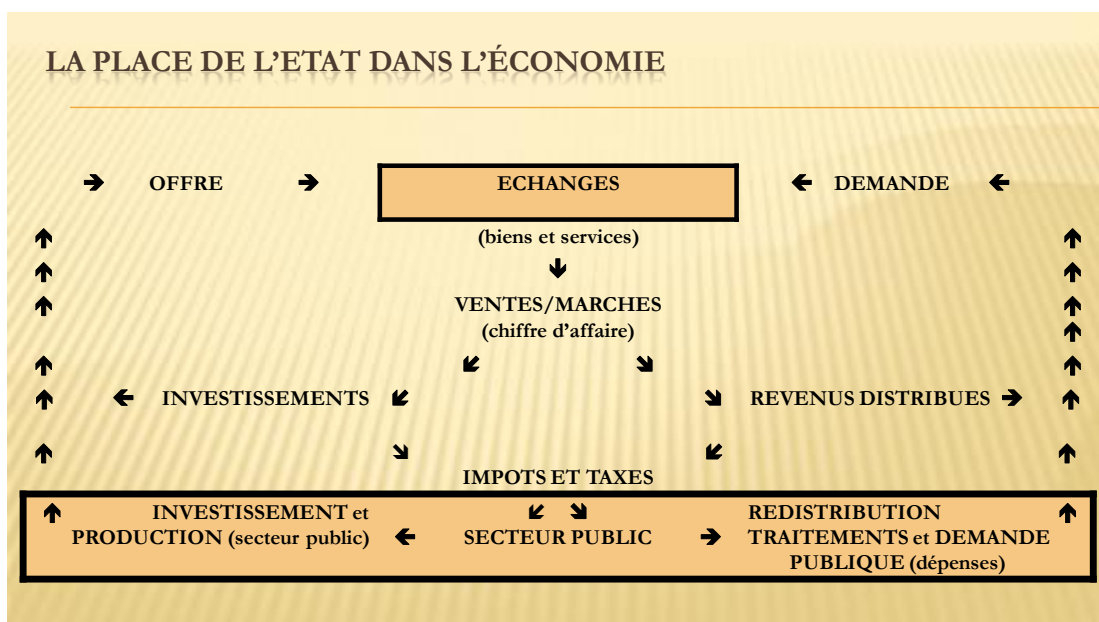 LA PLACE DE L’ETAT DANS L’ÉCONOMIE
➔ OFFRE ➔ ECHANGES 🡸 DEMANDE 🡸
🡹 (biens et services) 🡹
🡹 🡻 🡹
🡹 VENTES/MARCHES 🡹
(chiffre d’affaire) 🡹
🡹 🡿 🡾 🡹
🡹 🡸 INVESTISSEMENTS 🡿 🡾 REVENUS DISTRIBUES ➔ 🡹
🡹 🡾 🡿 🡹
IMPOTS ET TAXES
🡹 INVESTISSEMENT et 🡿 🡾 REDISTRIBUTION 🡹
PRODUCTION (secteur public) 🡸 SECTEUR PUBLIC ➔ TRAITEMENTS et DEMANDE
PUBLIQUE (dépenses)